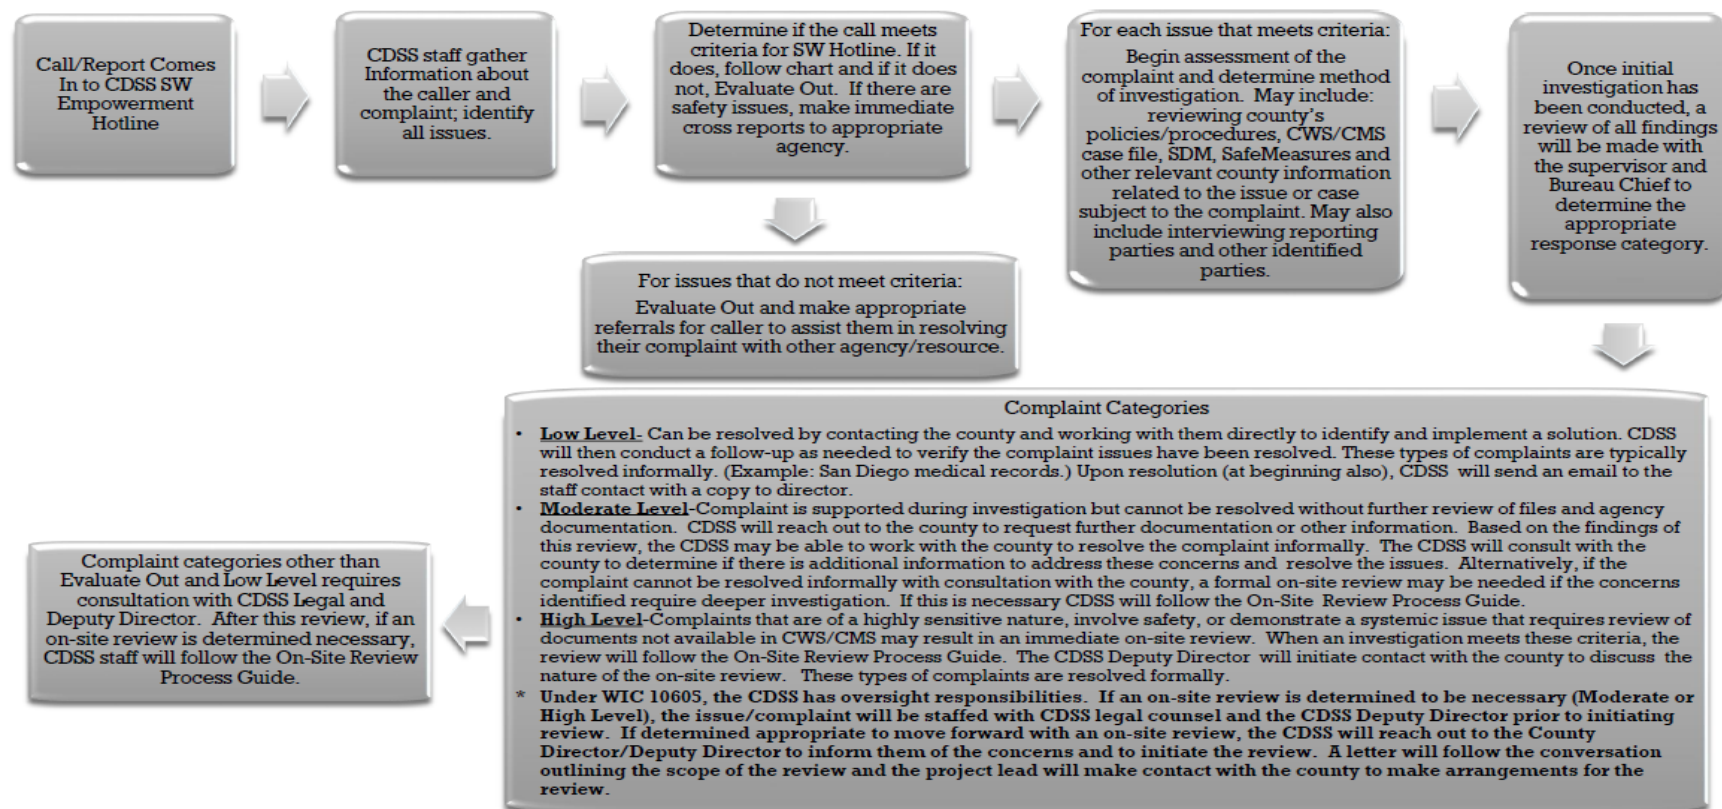 Call/Report Comes
In to CDSS SW
Empowerment
Hotline
CDSS staff gather
Information about
the caller and
complaint; identify
all issues.
Determine if the call meets
criteria for SW Hotline. If it
does, follow chart and if it does
not, Evaluate Out.  If there are
safety issues, make immediate
cross reports to appropriate
agency.
For each issue that meets criteria:
Begin assessment of the
complaint and determine method
of investigation.  May include:
reviewing county's
policies/procedures, CWS/CMS
case file, SDM, SafeMeasures and
other relevant county information
related to the issue or case
subject to the complaint. May also
include interviewing reporting
parties and other identified
parties.
Once initial
investigation has
been conducted, a
review of all findings
will be made with
the supervisor and
Bureau Chief to
determine the
appropriate
response category.
For issues that do not meet criteria:
Evaluate Out and make appropriate
referrals for caller to assist them in resolving
their complaint with other agency/resource.
Complaint Categories
• Low Level- Can be resolved by contacting the county and working with them directly to identify and implement a solution. CDSS
will then conduct a follow-up as needed to verify the complaint issues have been resolved. These types of complaints are typically
resolved informally. (Example: San Diego medical records.) Upon resolution (at beginning also), CDSS  will send an email to the
staff contact with a copy to director.
• Moderate Level-Complaint is supported during investigation but cannot be resolved without further review of files and agency
documentation.  CDSS will reach out to the county to request further documentation or other information.  Based on the findings of
this review, the CDSS may be able to work with the county to resolve the complaint informally.  The CDSS will consult with the
county to determine if there is additional information to address these concerns and  resolve the issues.  Alternatively, if the
complaint cannot be resolved informally with consultation with the county, a formal on-site review may be needed if the concerns
identified require deeper investigation.  If this is necessary CDSS will follow the On-Site  Review Process Guide.
• High Level-Complaints that are of a highly sensitive nature, involve safety, or demonstrate a systemic issue that requires review of
documents not available in CWS/CMS may result in an immediate on-site review.  When an investigation meets these criteria, the
review will follow the On-Site Review Process Guide.  The CDSS Deputy Director  will initiate contact with the county to discuss  the
nature of the on-site review.   These types of complaints are resolved formally.
* Under WIC 10605, the CDSS has oversight responsibilities.  If an on-site review is determined to be necessary (Moderate or
High Level), the issue/complaint will be staffed with CDSS legal counsel and the CDSS Deputy Director prior to initiating
review.  If determined appropriate to move forward with an on-site review, the CDSS will reach out to the County
Director/Deputy Director to inform them of the concerns and to initiate the review.  A letter will follow the conversation
outlining the scope of the review and the project lead will make contact with the county to make arrangements for the
review.
Complaint categories other than
Evaluate Out and Low Level requires
consultation with CDSS Legal and
Deputy Director.  After this review, if an
on-site review is determined necessary,
CDSS staff will follow the On-Site Review
Process Guide.